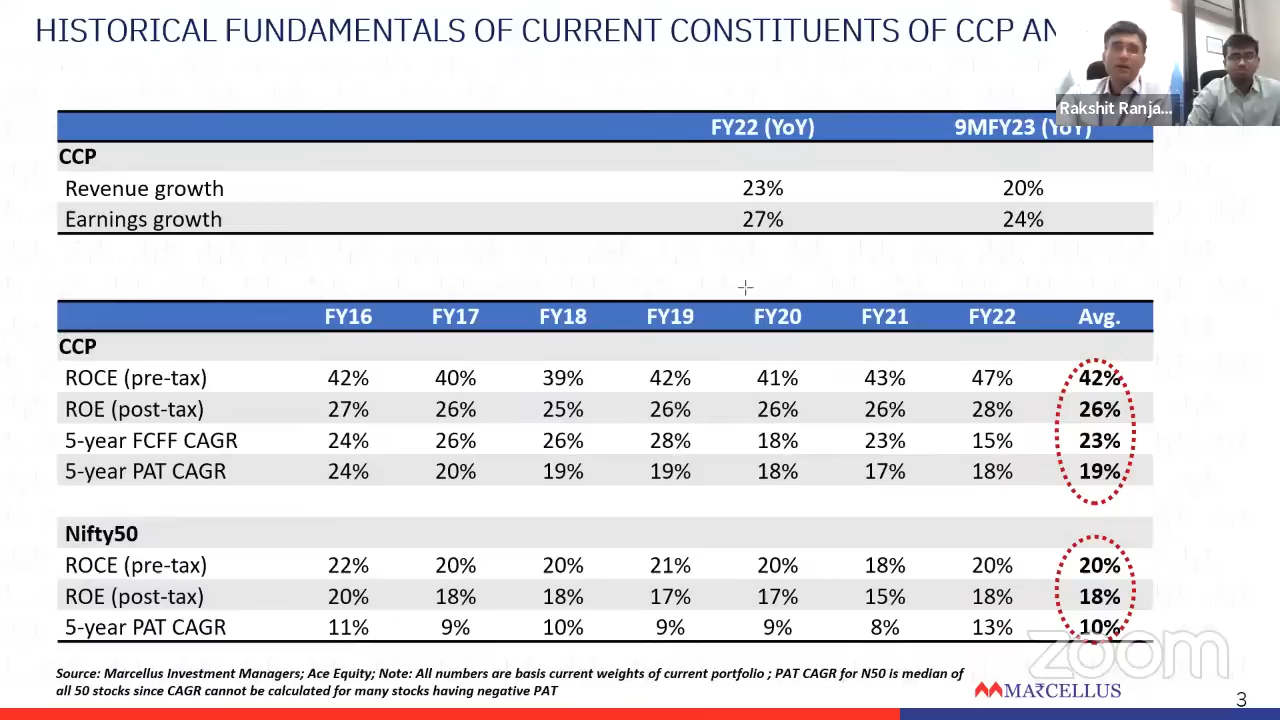 HISTORICAL FUNDAMENTALS OF CURRENT CONSTITUENTS OF CCP AN
Rakshit Ranja...
FY22 (YoY) 9MFY23 (YoY)
CCP
Revenue growth 23% 20%
Earnings growth 27% 24%
FY16 FY17 FY18 FY19 FY20 FY21 FY22 Avg.
CCP
ROCE (pre-tax) 42% 40% 39% 42% 41% 43% 47% 42%
ROE (post-tax) 27% 26% 25% 26% 26% 26% 28% 26%
5-year FCFF CAGR 24% 26% 26% 28% 18% 23% 15% 23%
5-year PAT CAGR 24% 20% 19% 19% 18% 17% 18% 19%
Nifty50
ROCE (pre-tax) 22% 20% 20% 21% 20% 18% 20% 20%
ROE (post-tax) 20% 18% 18% 17% 17% 15% 18% 18%
5-year PAT CAGR 11% 9% 10% 9% 9% 8% 13% 10%
zoom
Source: Marcellus Investment Managers; Ace Equity; Note: All numbers are basis current weights of current portfolio ; PAT CAGR for N50 is median of
all 50 stocks since CAGR cannot be calculated for many stocks having negative PAT
MARCELLUS
3